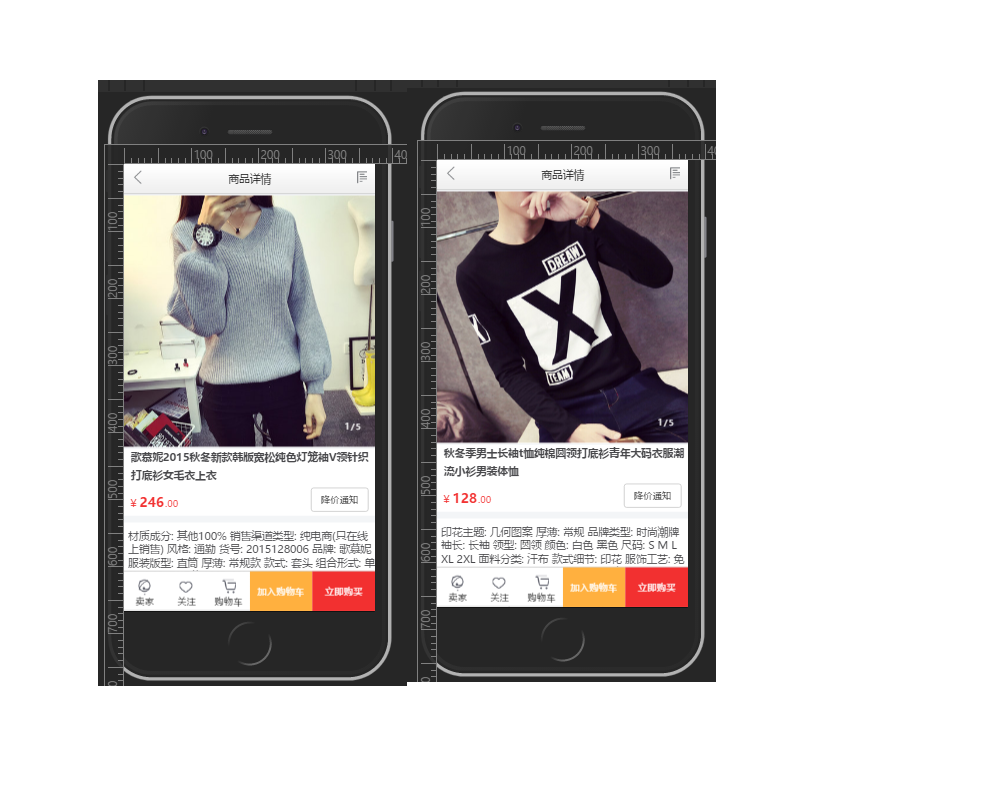 100 200 300 40
商品详情
100
200
300
400
500
600
700
1/5
歌慕妮2015秋冬新款韩版宽松纯色灯笼袖V领针织
打底衫女毛衣上衣
¥ 246.00
降价通知
材质成分: 其他100% 销售渠道类型: 纯电商(只在线
上销售) 风格: 通勤 货号: 2015128006 品牌: 歌慕妮
服装版型: 直筒 厚薄: 常规款 款式: 套头 组合形式: 单
卖家 关注 购物车 加入购物车 立即购买
100 200 300 40
商品详情
100
200
300
400
500
600
700
DREAW
X
X
TEAM
1/5
秋冬季男士长袖t恤纯棉圆领打底衫青年大码衣服潮
流小衫男装体恤
¥ 128.00
降价通知
印花主题: 几何图案 厚薄: 常规 品牌类型: 时尚潮牌
袖长: 长袖 领型: 圆领 颜色: 白色 黑色 尺码: S M L
XL 2XL 面料分类: 汗布 款式细节: 印花 服饰工艺: 免
卖家 关注 购物车 加入购物车 立即购买